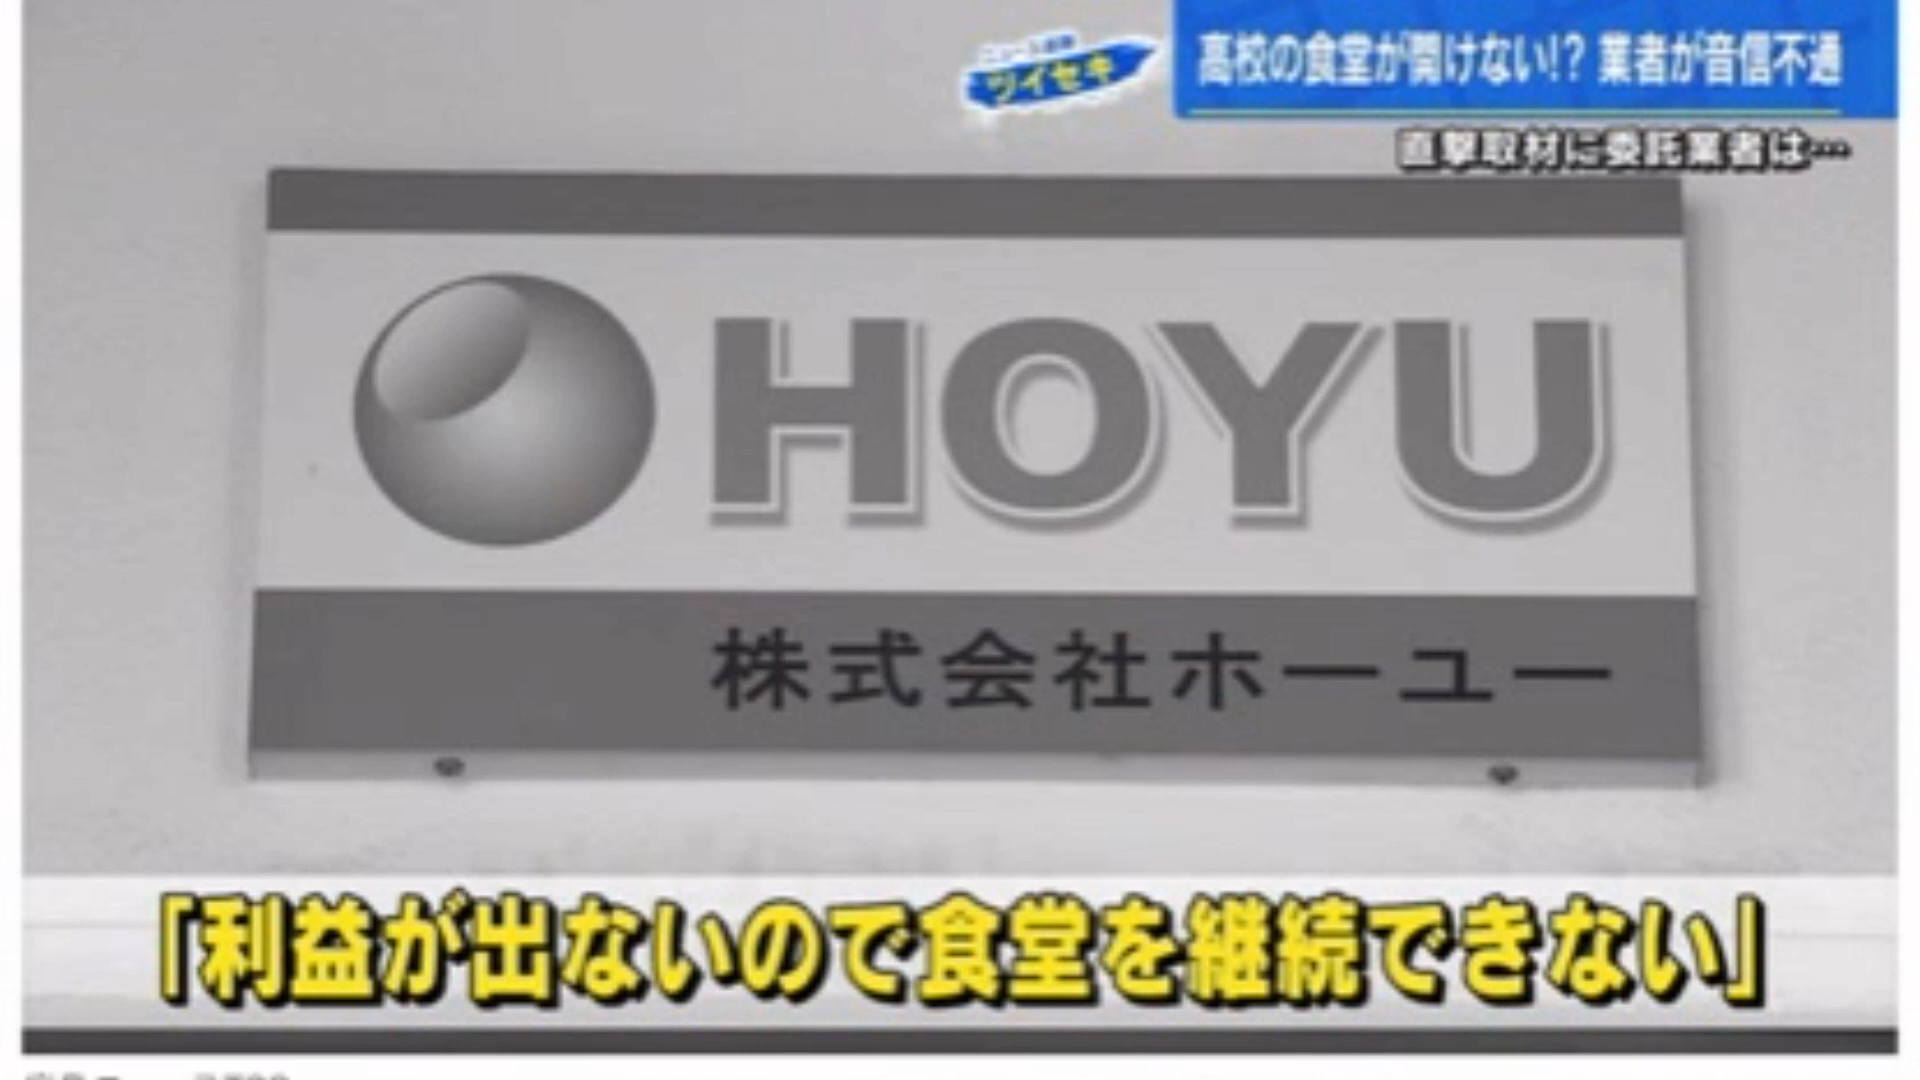 ツイセキ
高校の食堂が開けない!? 業者が音信不通
直撃取材に委託業者は…
HOYU
株式会社ホーユー
「利益が出ないので食堂を継続できない」